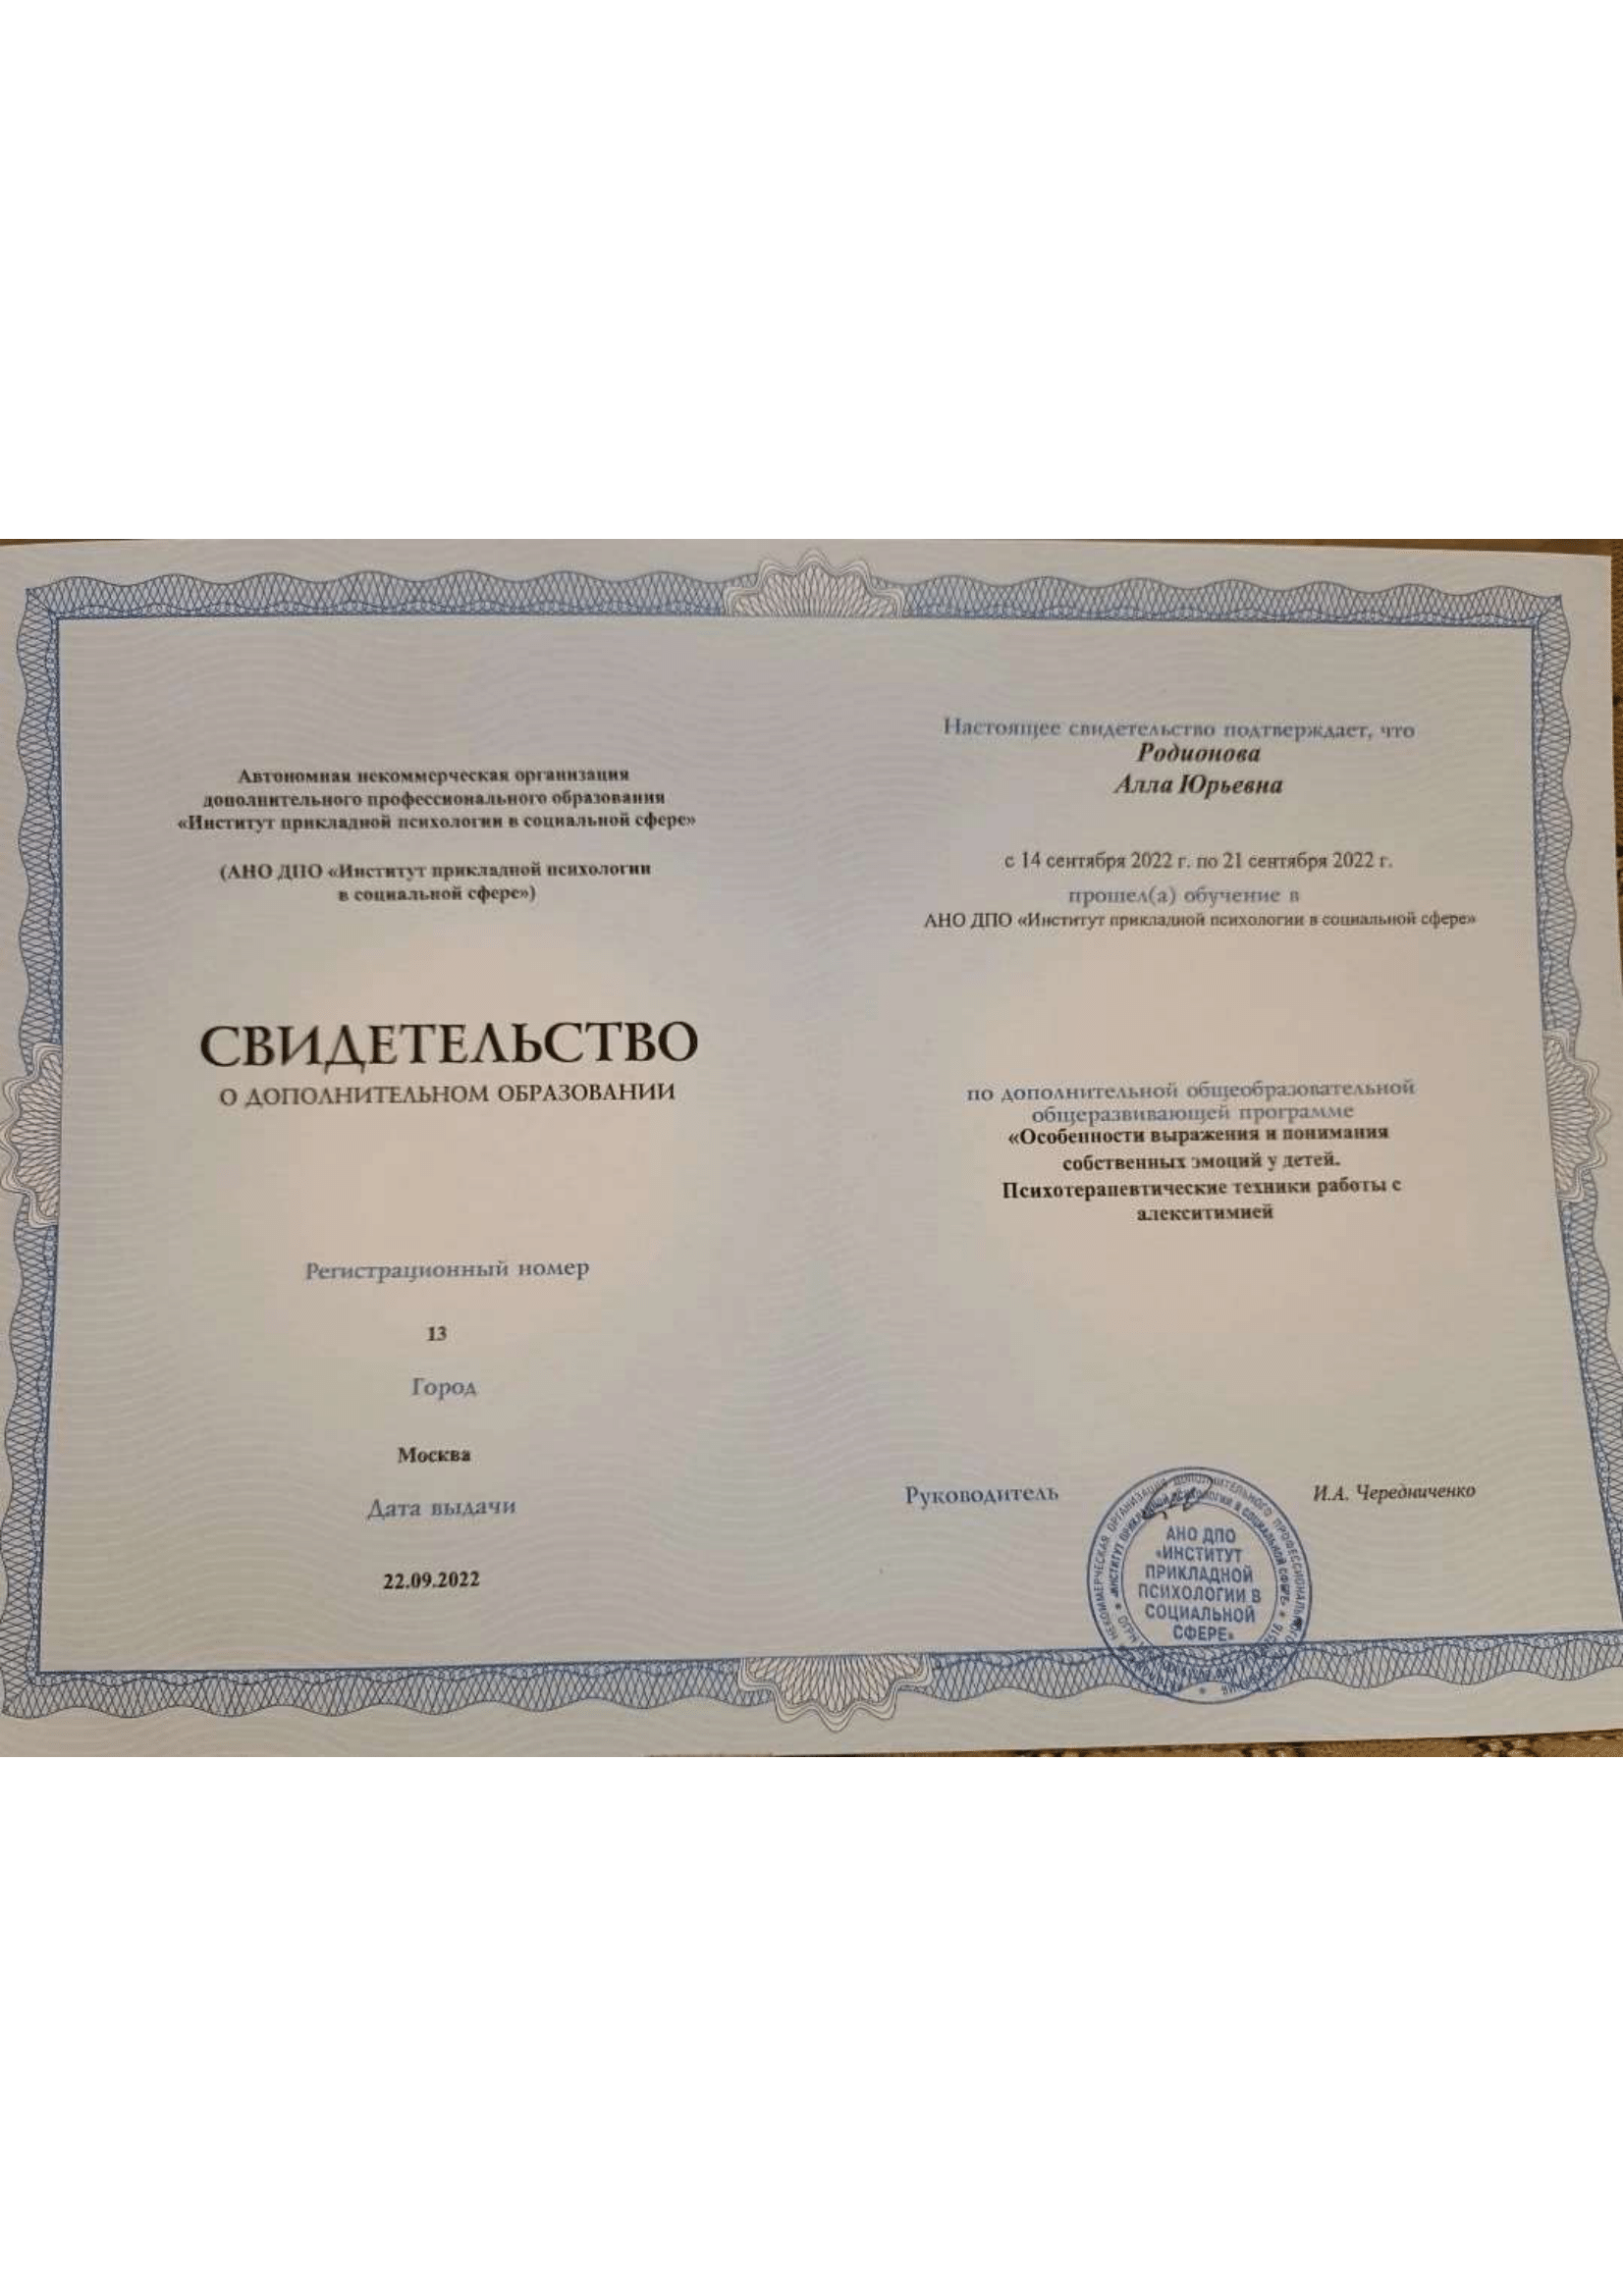 Автономная некоммерческая организация
дополнительного профессионального образования
«Институт прикладной психологии в социальной сфере»
(АНО ДПО «Институт прикладной психологии
в социальной сфере»)
СВИДЕТЕЛЬСТВО
О ДОПОЛНИТЕЛЬНОМ ОБРАЗОВАНИИ
Регистрационный номер
13
Город
Москва
Дата выдачи
22.09.2022
Настоящее свидетельство подтверждает, что
Родионова
Алла Юрьевна
с 14 сентября 2022 г. по 21 сентября 2022 г.
прошел(а) обучение в
АНО ДПО «Институт прикладной психологии в социальной сфере»
по дополнительной общеобразовательной
общеразвивающей программе
«Особенности выражения и понимания
собственных эмоций у детей.
Психотерапевтические техники работы с
алекситимией
Руководитель
И.А. Чередниченко
АНО ДПО
«ИНСТИТУТ
ПРИКЛАДНОЙ
ПСИХОЛОГИИ В
СОЦИАЛЬНОЙ
СФЕРЕ»